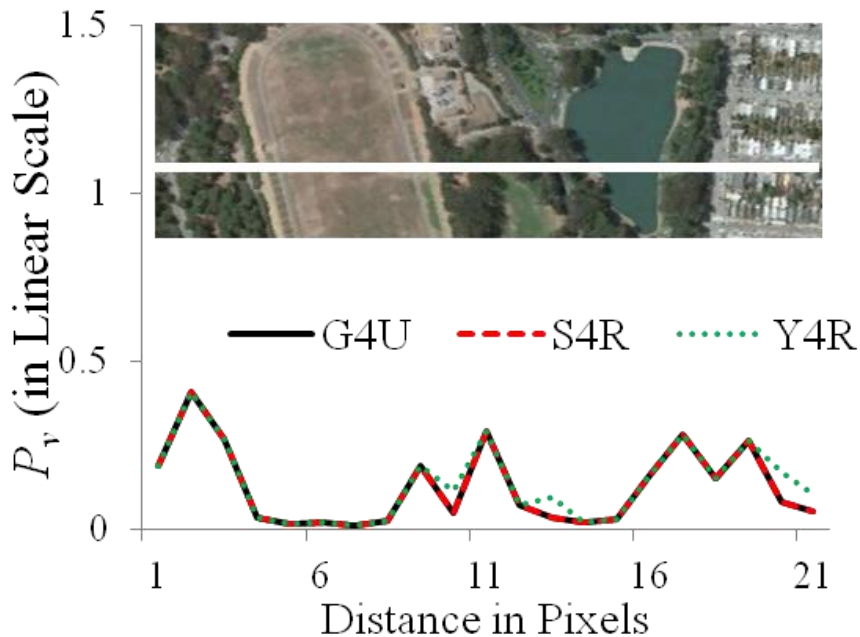 P_v (in Linear Scale)
1.5
1
0.5
0
G4U S4R Y4R
1 6 11 16 21
Distance in Pixels